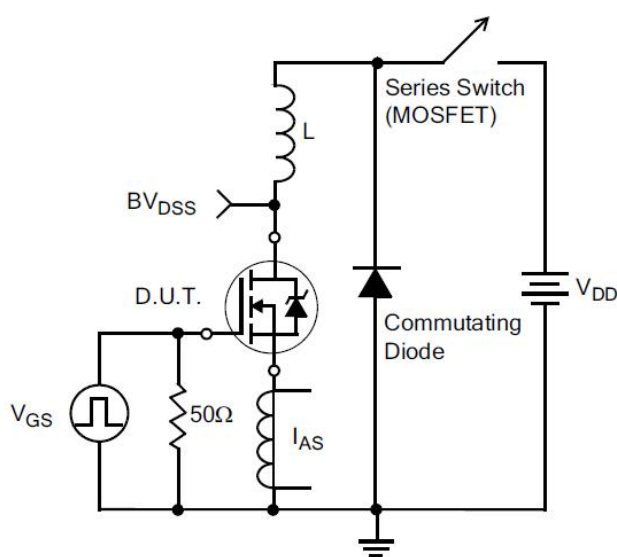 Series Switch
(MOSFET)
L
BVDSS
D.U.T.
VDD
Commutating
Diode
VGS
50Ω
IAS